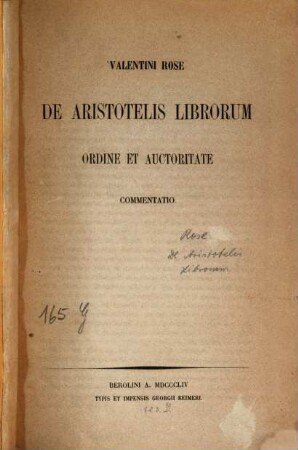 VALENTINI ROSE
DE ARISTOTELIS LIBRORUM
ORDINE ET AUCTORITATE
COMMENTATIO
Rose
De Aristoteles
Librorum
165 G
BEROLINI A. MDCCCLIV
TYPIS ET IMPENSIS GEORGII REIMERI